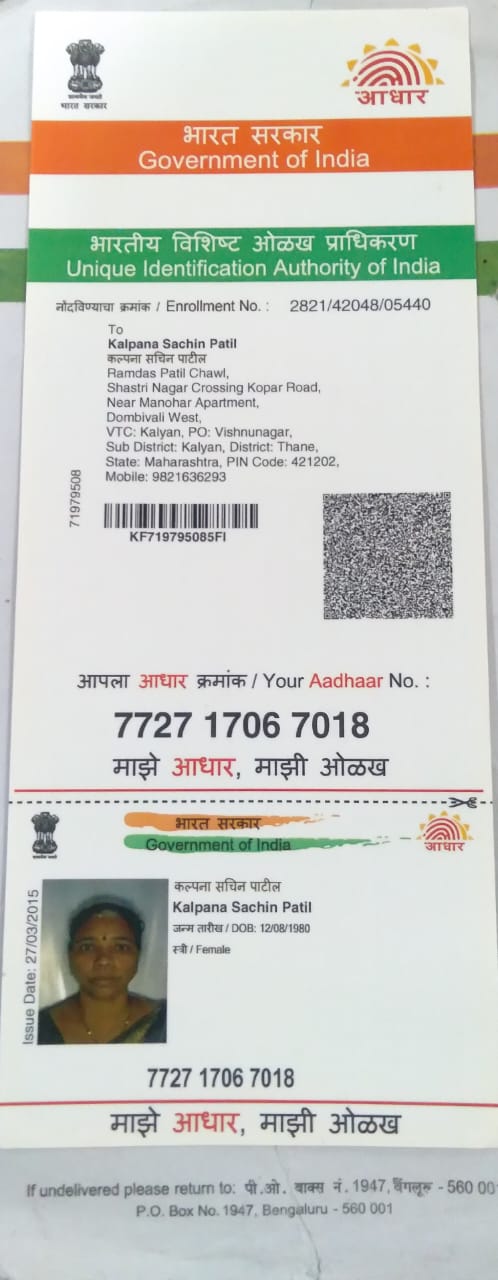 सत्यमेव जयते
भारत सरकार
आधार
भारत सरकार
Government of India
भारतीय विशिष्ट ओळख प्राधिकरण
Unique Identification Authority of India
नोंदविण्याचा क्रमांक / Enrollment No. : 2821/42048/05440
To
Kalpana Sachin Patil
कल्पना सचिन पाटील
Ramdas Patil Chawl,
Shastri Nagar Crossing Kopar Road,
Near Manohar Apartment,
Dombivali West,
VTC: Kalyan, PO: Vishnunagar,
Sub District: Kalyan, District: Thane,
State: Maharashtra, PIN Code: 421202,
Mobile: 9821636293
71979508
KF719795085FI
आपला आधार क्रमांक / Your Aadhaar No. :
7727 1706 7018
माझे आधार, माझी ओळख
भारत सरकार
Government of India
आधार
Issue Date: 27/03/2015
कल्पना सचिन पाटील
Kalpana Sachin Patil
जन्म तारीख / DOB: 12/08/1980
स्त्री / Female
7727 1706 7018
माझे आधार, माझी ओळख
If undelivered please return to: पी.ओ. बाक्स नं. 1947, बैंगलूरु - 560 00
P.O. Box No. 1947, Bengaluru - 560 001